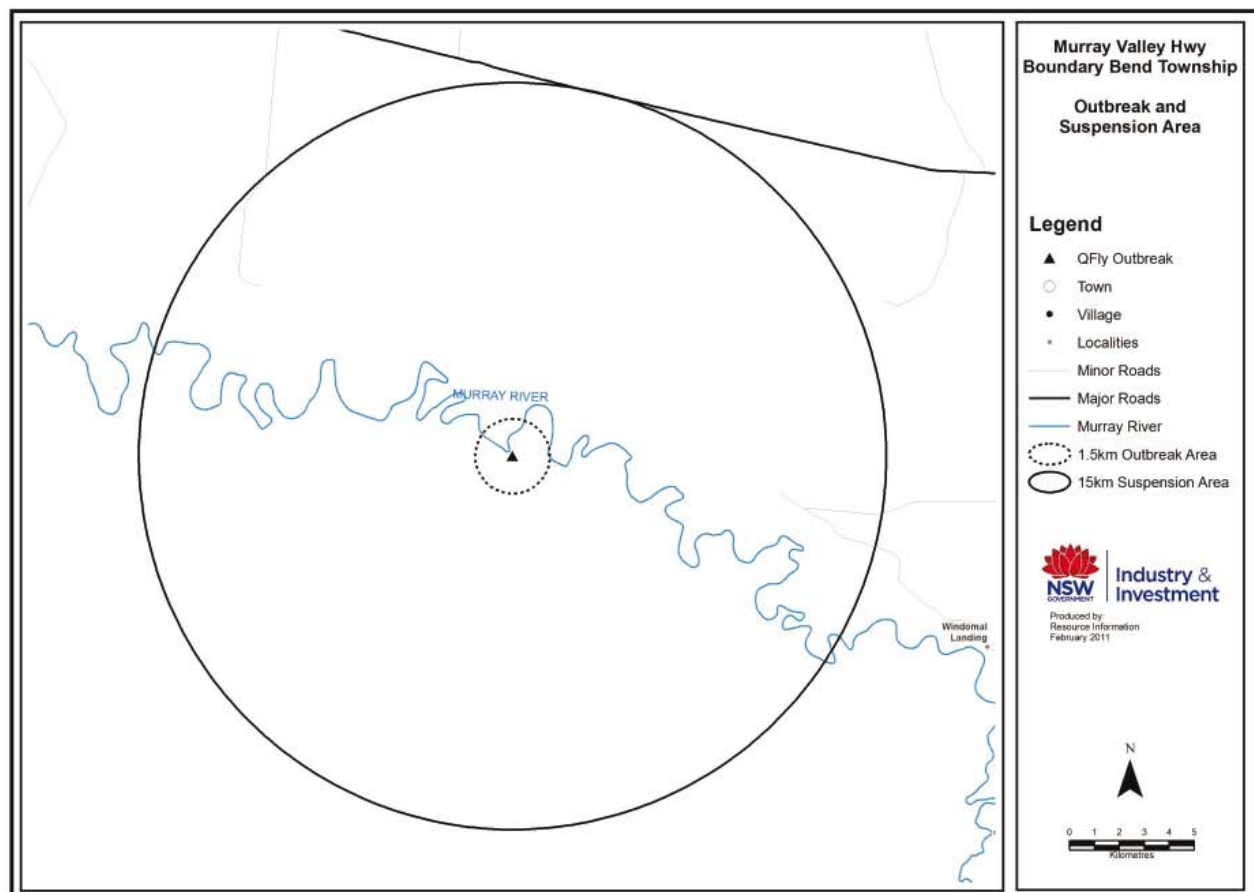 Murray Valley Hwy
Boundary Bend Township
Outbreak and
Suspension Area
Legend
QFly Outbreak
Town
Village
Localities
Minor Roads
Major Roads
Murray River
1.5km Outbreak Area
15km Suspension Area
NSW
GOVERNMENT
Industry &
Investment
Produced by:
Resource Information
February 2011
N
0 1 2 3 4 5
Kilometres
MURRAY RIVER
Windomal
Landing